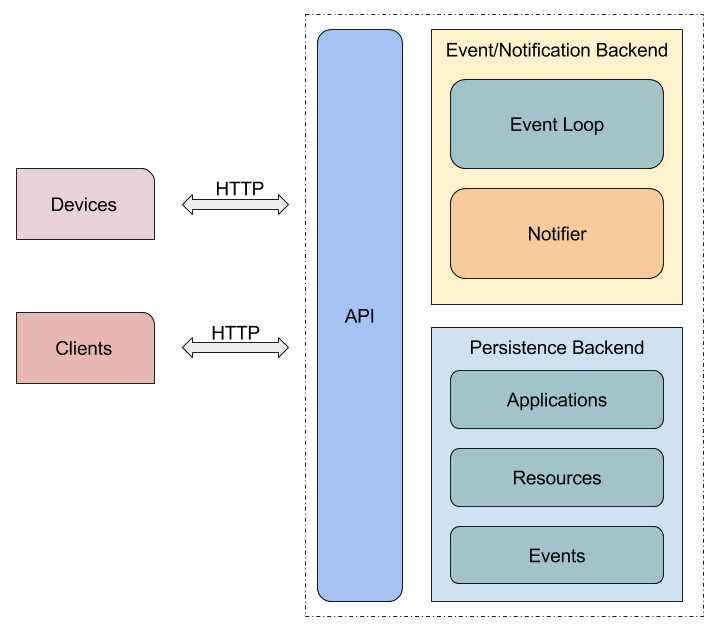 Devices
HTTP
Clients
HTTP
API
Event/Notification Backend
Event Loop
Notifier
Persistence Backend
Applications
Resources
Events